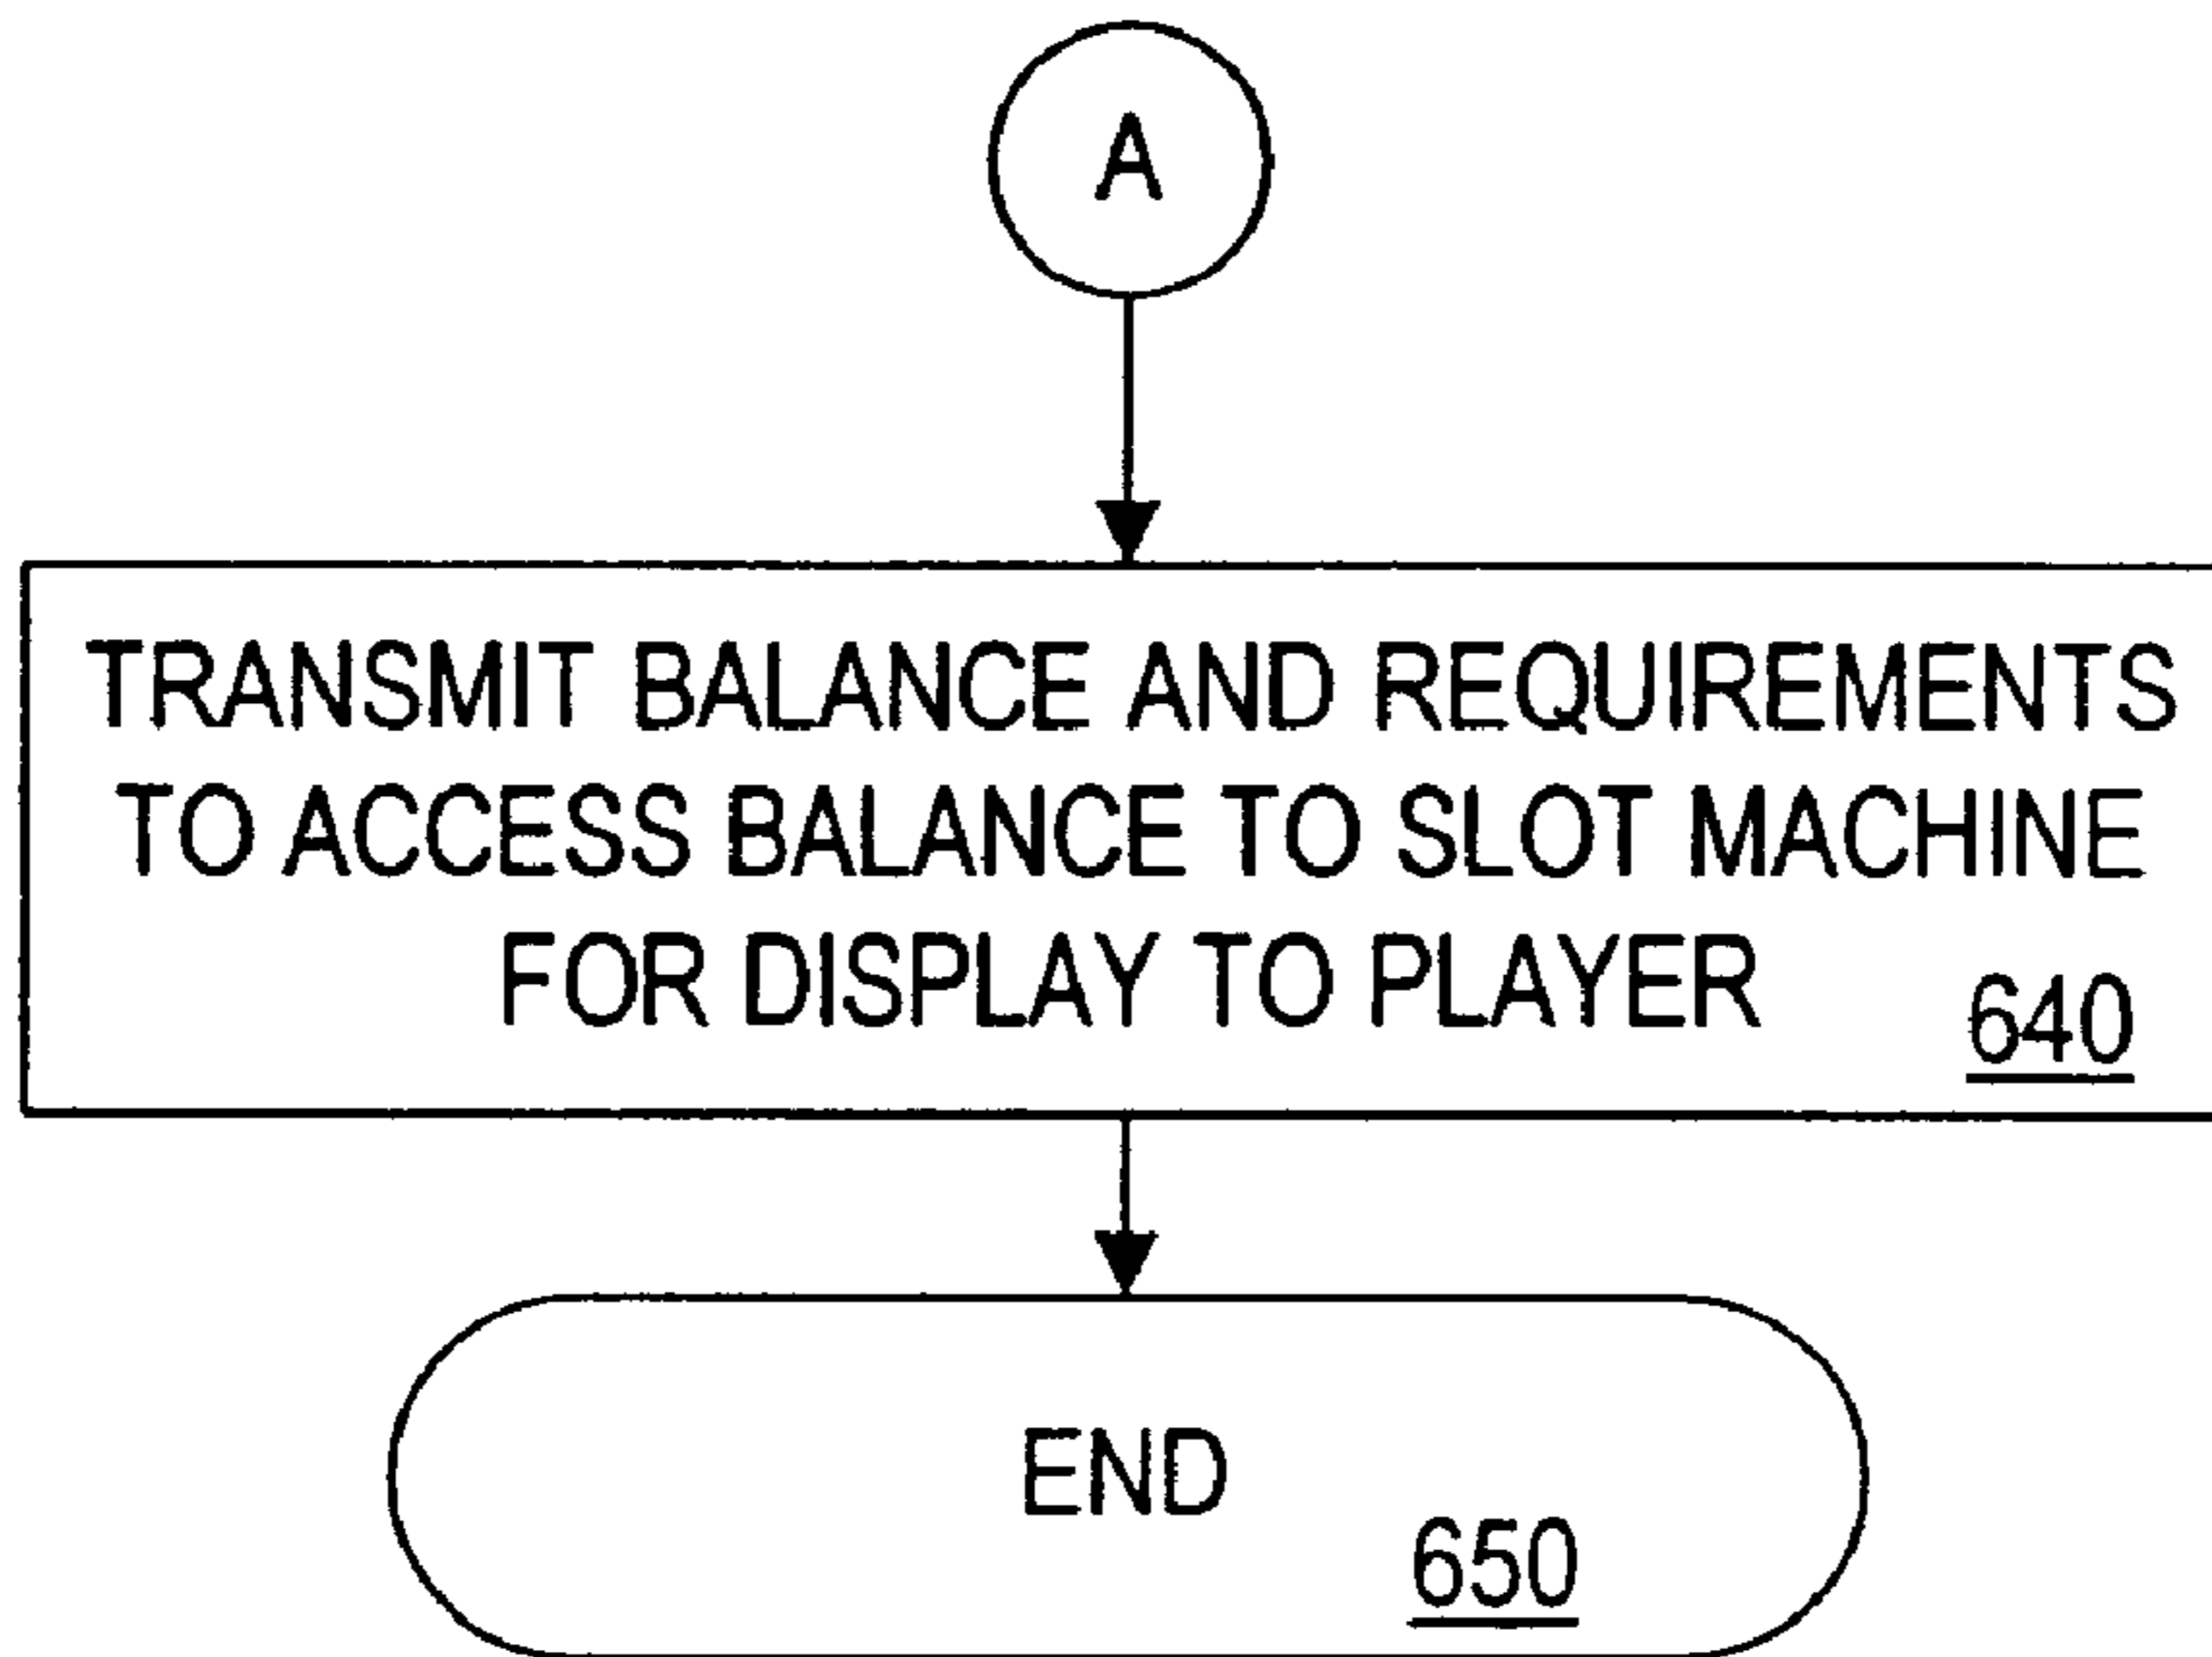 A
TRANSMIT BALANCE AND REQUIREMENTS
TO ACCESS BALANCE TO SLOT MACHINE
FOR DISPLAY TO PLAYER
640
END
650